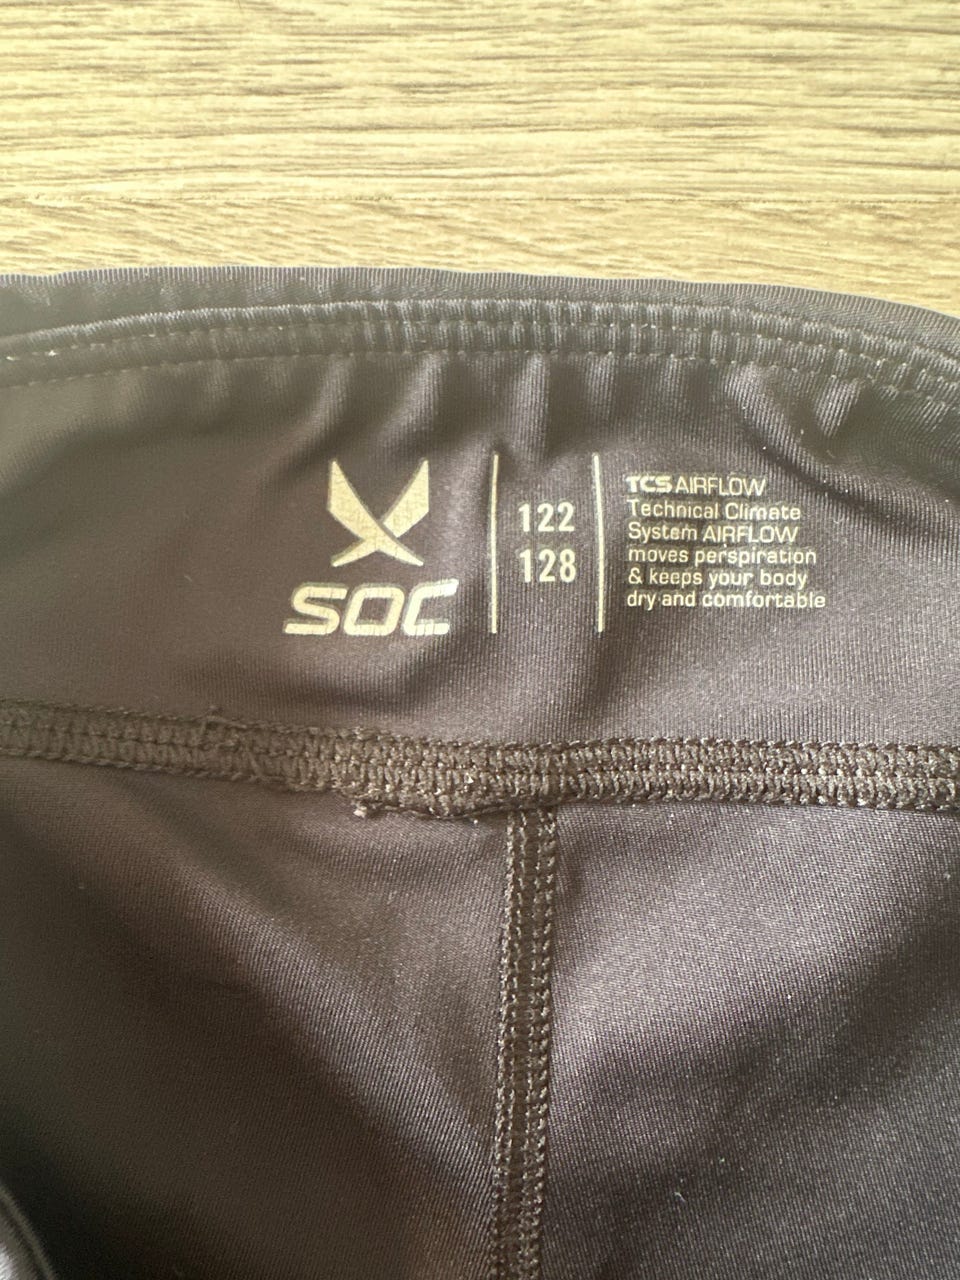 SOC
122
128
TCS AIRFLOW
Technical Climate
System AIRFLOW
moves perspiration
& keeps your body
dry and comfortable